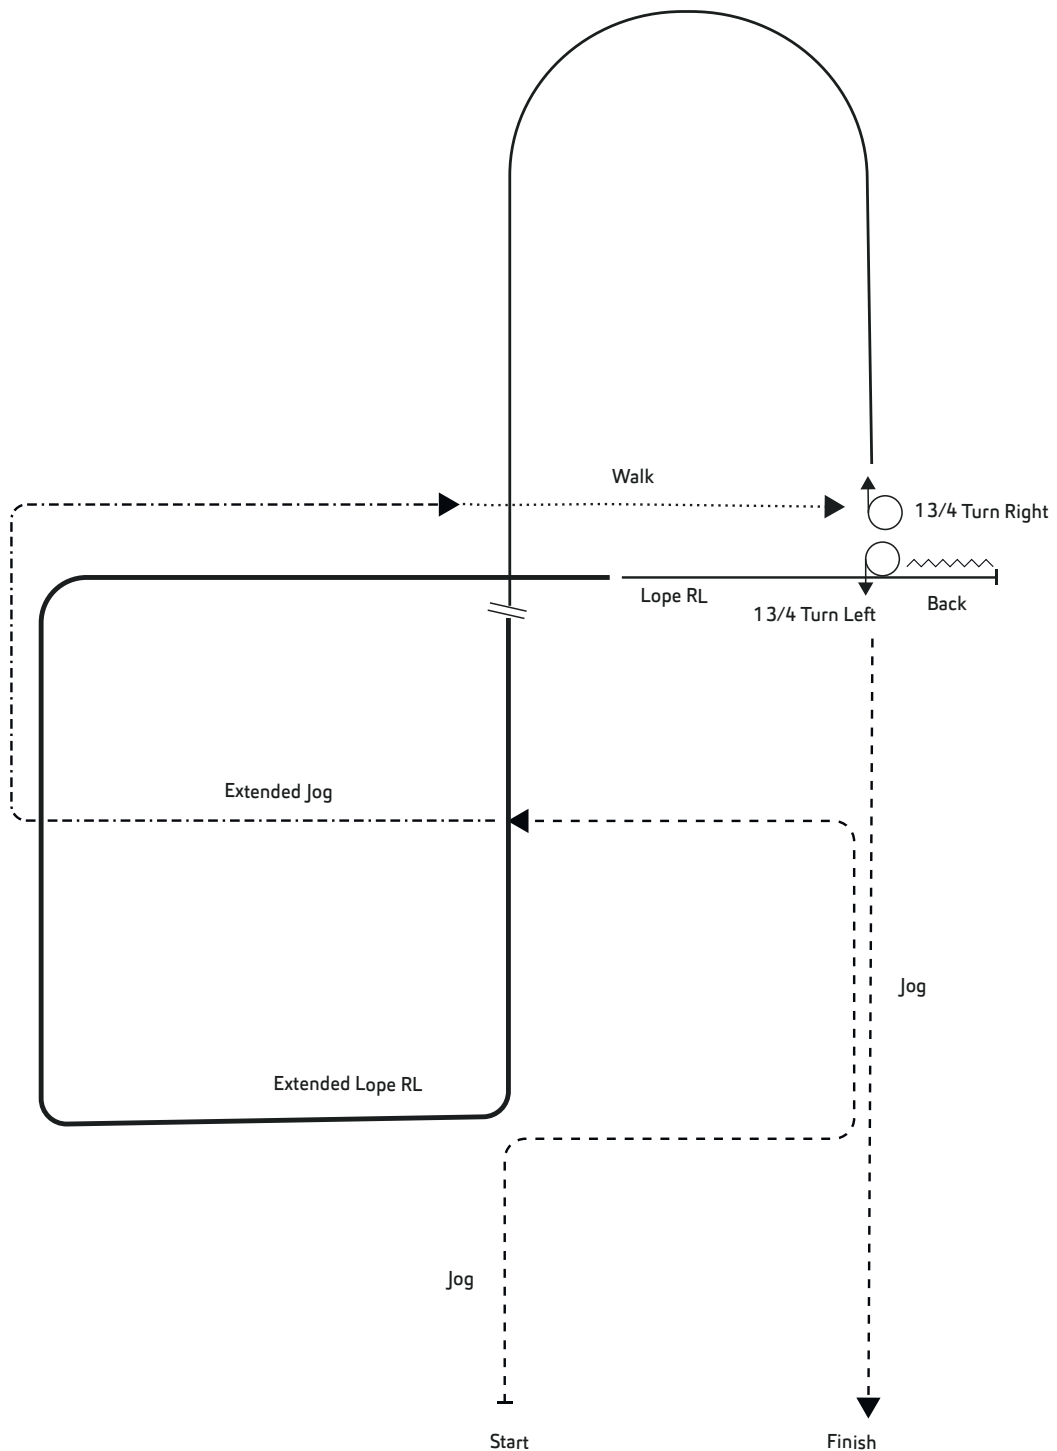 Walk
1 3/4 Turn Right
Lope RL
1 3/4 Turn Left
Back
Extended Jog
Jog
Extended Lope RL
Jog
Start
Finish